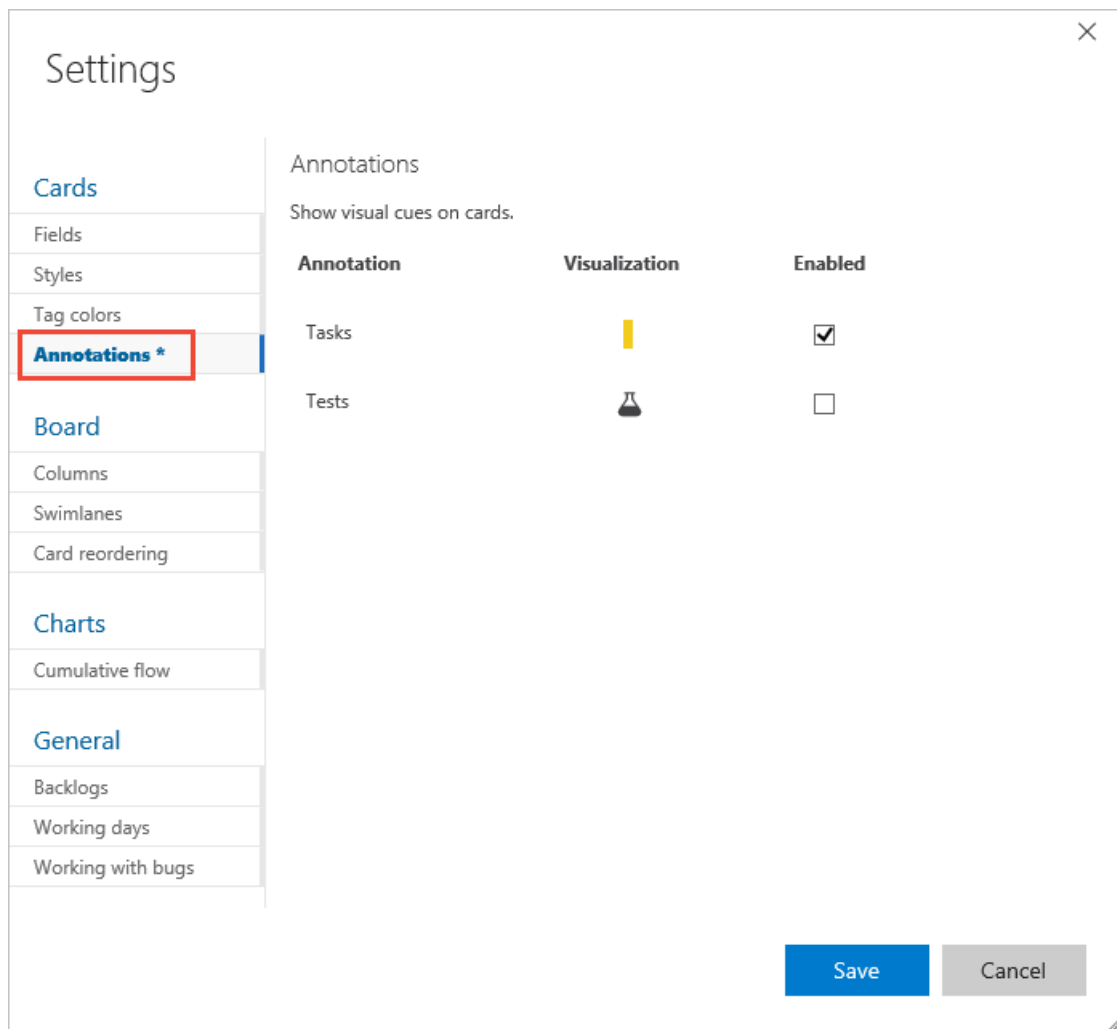 Settings
Cards
Fields
Styles
Tag colors
Annotations *
Board
Columns
Swimlanes
Card reordering
Charts
Cumulative flow
General
Backlogs
Working days
Working with bugs
Annotations
Show visual cues on cards.
Annotation Visualization Enabled
Tasks
Tests
Save Cancel